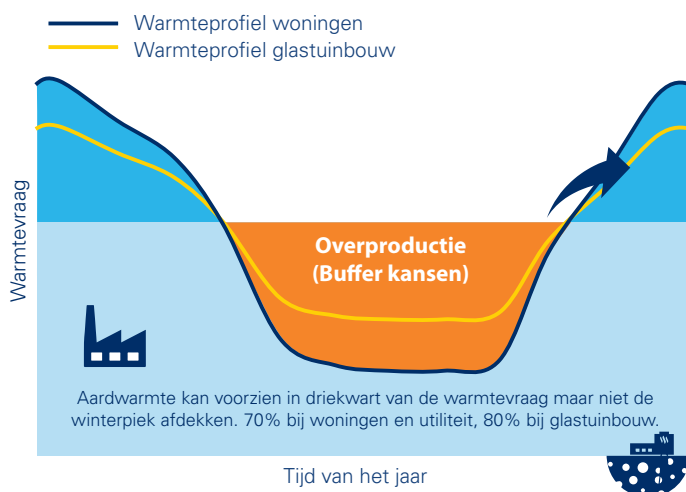 Warmteprofiel woningen
Warmteprofiel glastuinbouw
Warmtevraag
Overproductie
(Buffer kansen)
Aardwarmte kan voorzien in driekwart van de warmtevraag maar niet de
winterpiek afdekken. 70% bij woningen en utiliteit, 80% bij glastuinbouw.
Tijd van het jaar